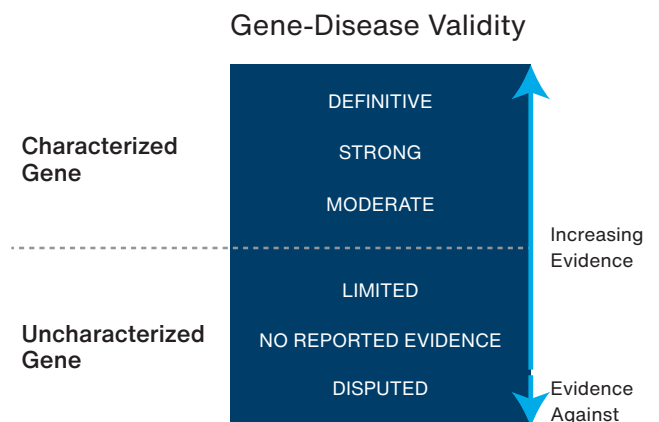 Gene-Disease Validity
DEFINITIVE
Characterized
Gene
STRONG
MODERATE
Increasing
Evidence
LIMITED
Uncharacterized
Gene
NO REPORTED EVIDENCE
DISPUTED
Evidence
Against